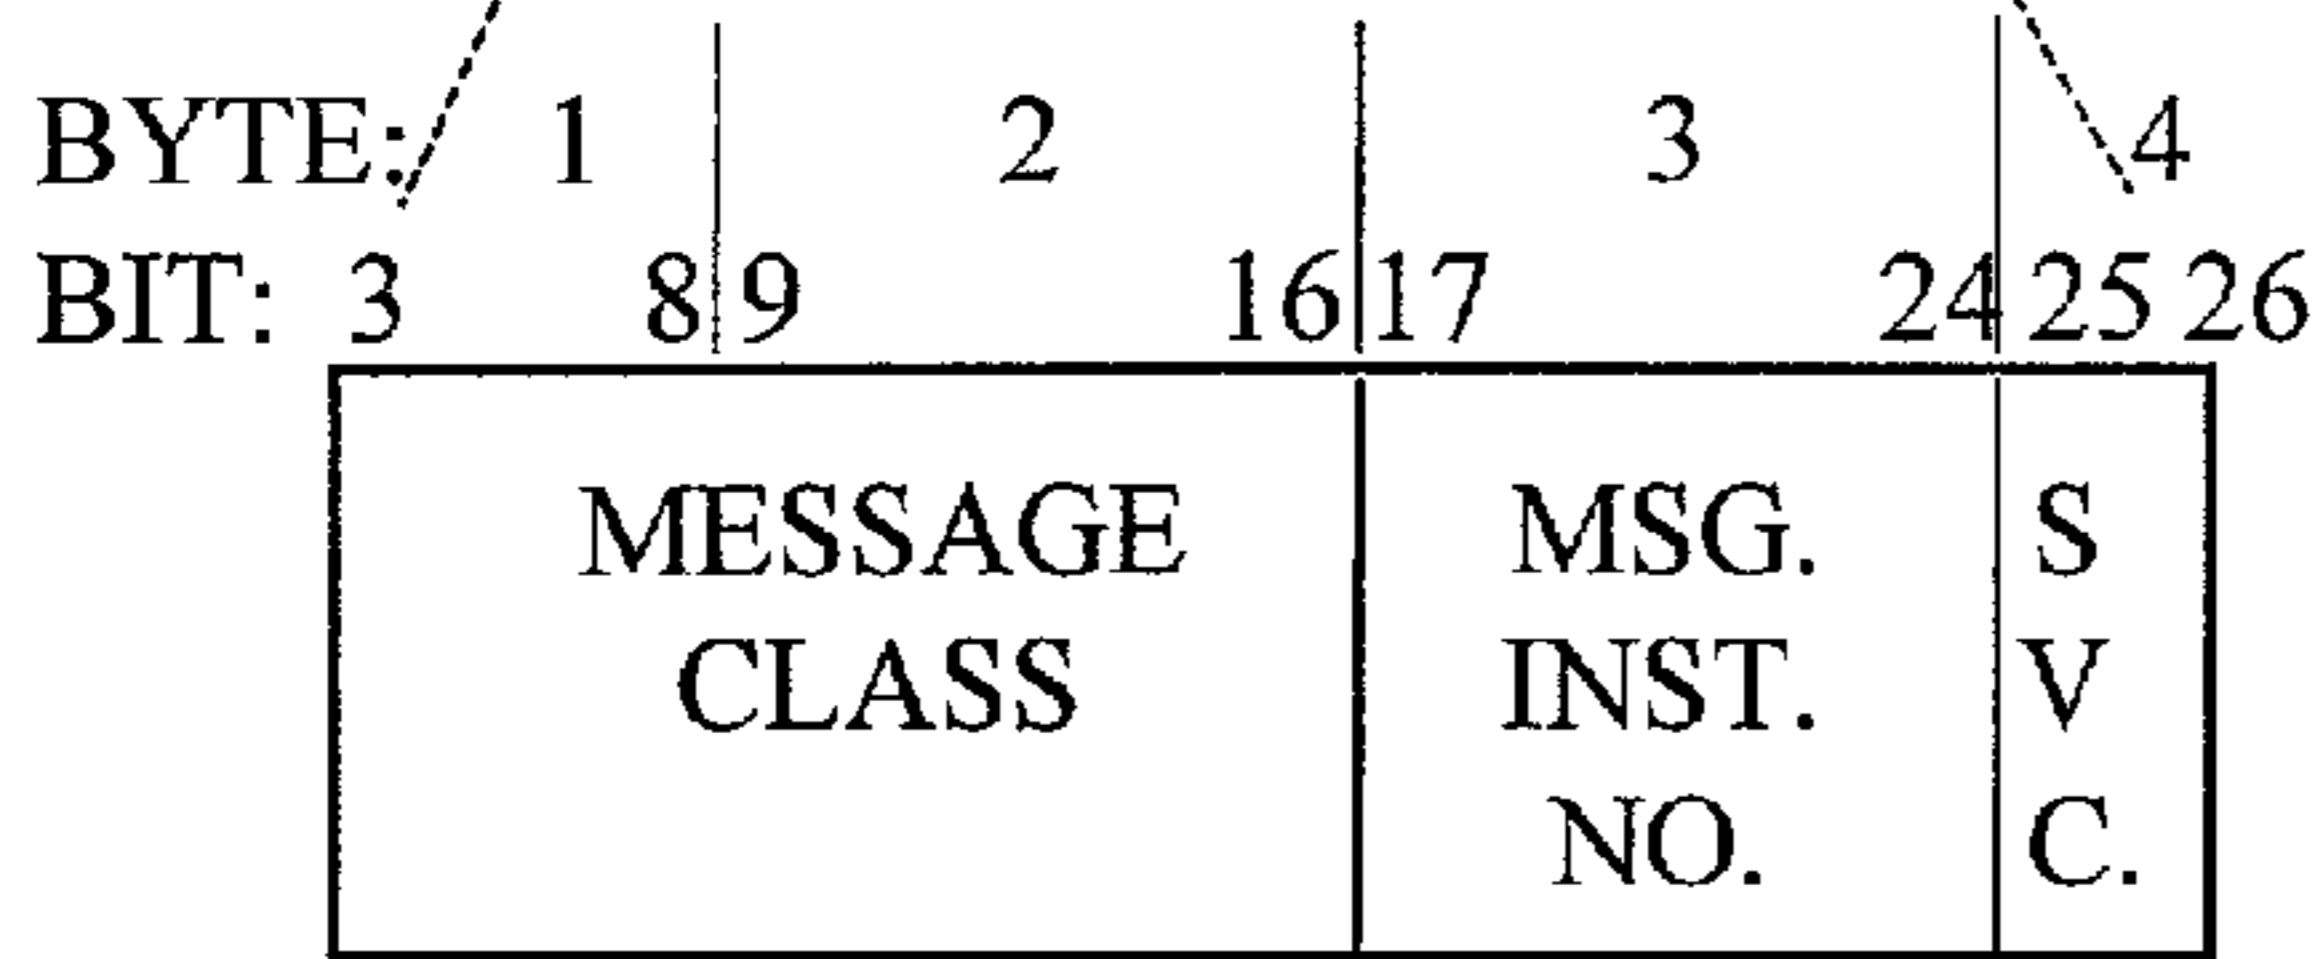 BYTE: 1 2 3 4
BIT: 3 8 9 16 17 24 25 26
MESSAGE MSG. S
CLASS INST. V
NO. C.